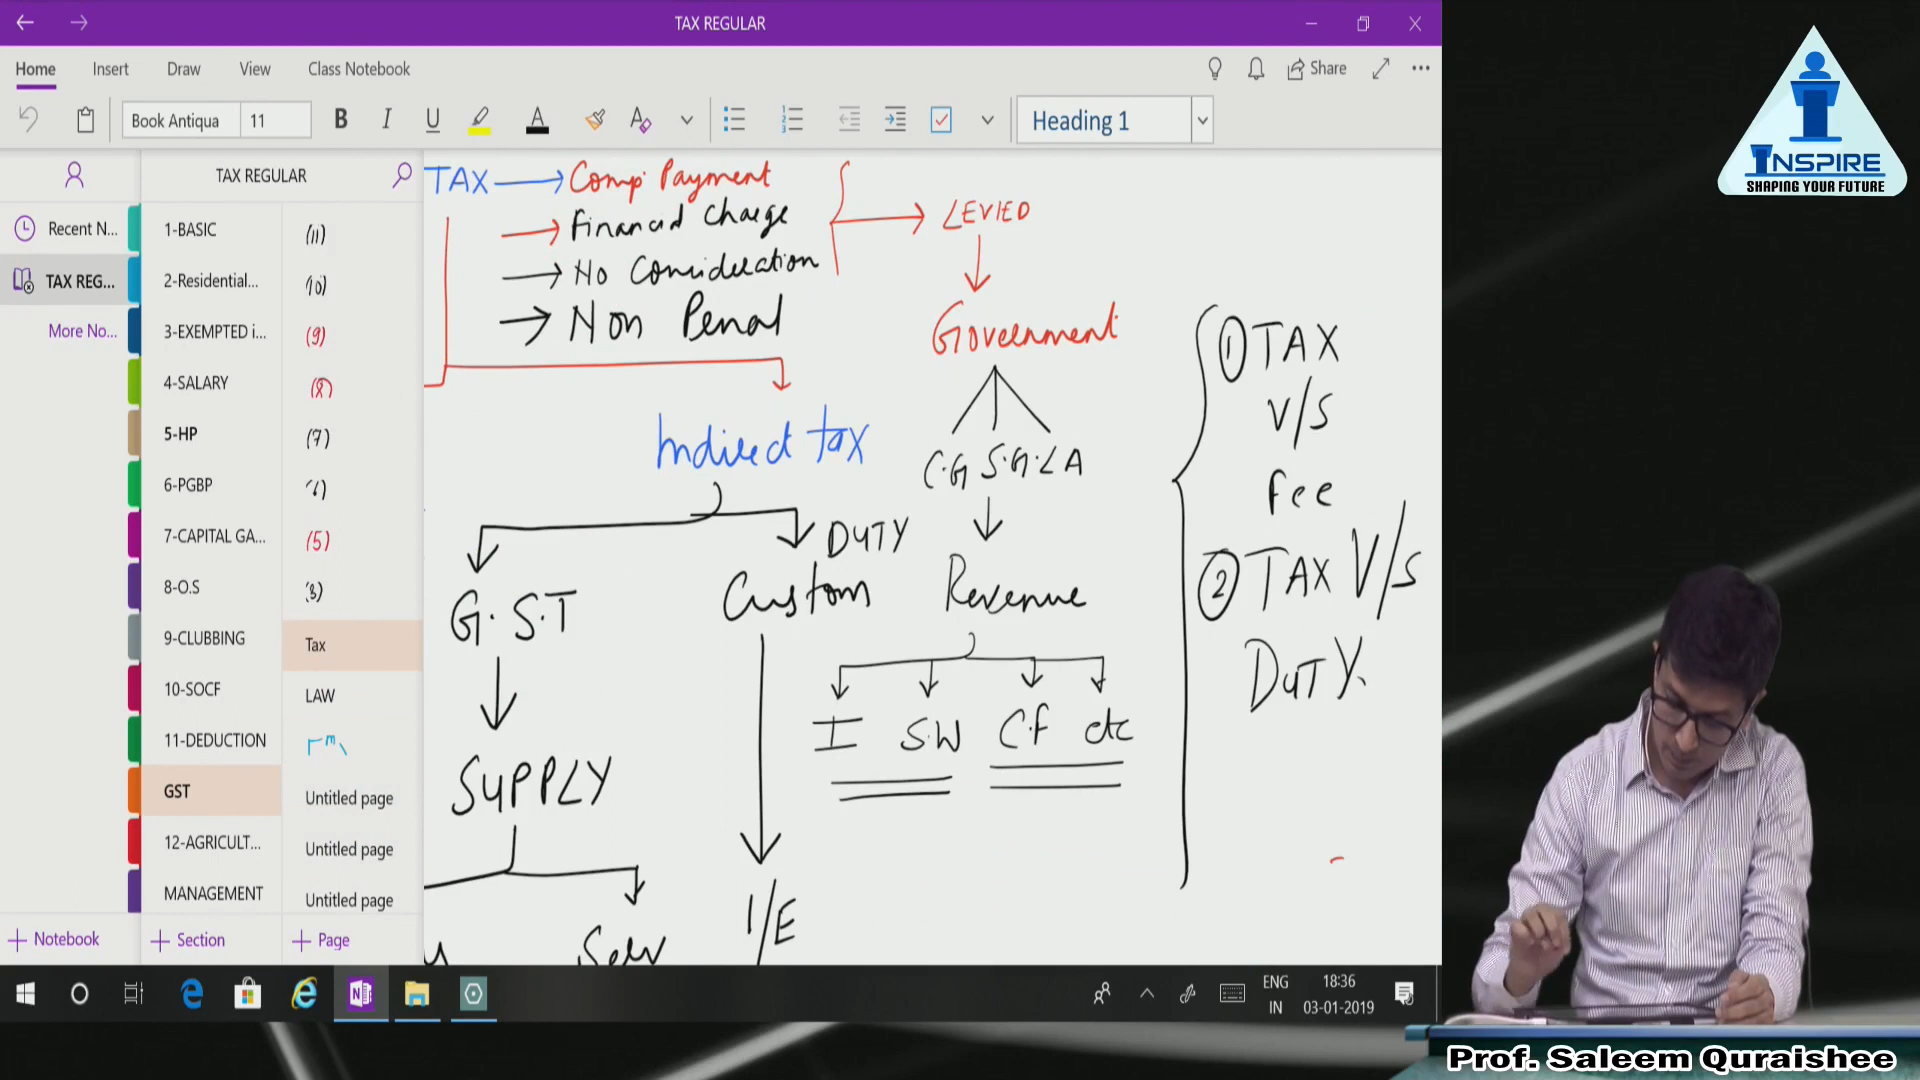 TAX REGULAR
Home Insert Draw View Class Notebook
Share
Book Antiqua 11 B I U A Heading 1
TAX REGULAR
Recent N...
TAX REG...
More No...
1-BASIC
2-Residential...
3-EXEMPTED i...
4-SALARY
5-HP
6-PGBP
7-CAPITAL GA...
8-O.S
9-CLUBBING
10-SOCF
11-DEDUCTION
GST
12-AGRICULT...
MANAGEMENT
(11)
(10)
(9)
(8)
(7)
(5)
(3)
Tax
LAW
Untitled page
Untitled page
Untitled page
+ Notebook
+ Section
+ Page
TAX → Comp. Payment
→ Financial Charge
→ No Consideration
→ Non Penal
LEVIED
Government
C.G S.G. L A
Revenue
I S.W C.F etc
Indirect tax
G.S.T
DUTY
Custom
SUPPLY
I/E
Serv
① TAX
V/S
Fee
② TAX V/S
DUTY.
ENG
IN
18:36
03-01-2019
INSPIRE
SHAPING YOUR FUTURE
Prof. Saleem Quraishee